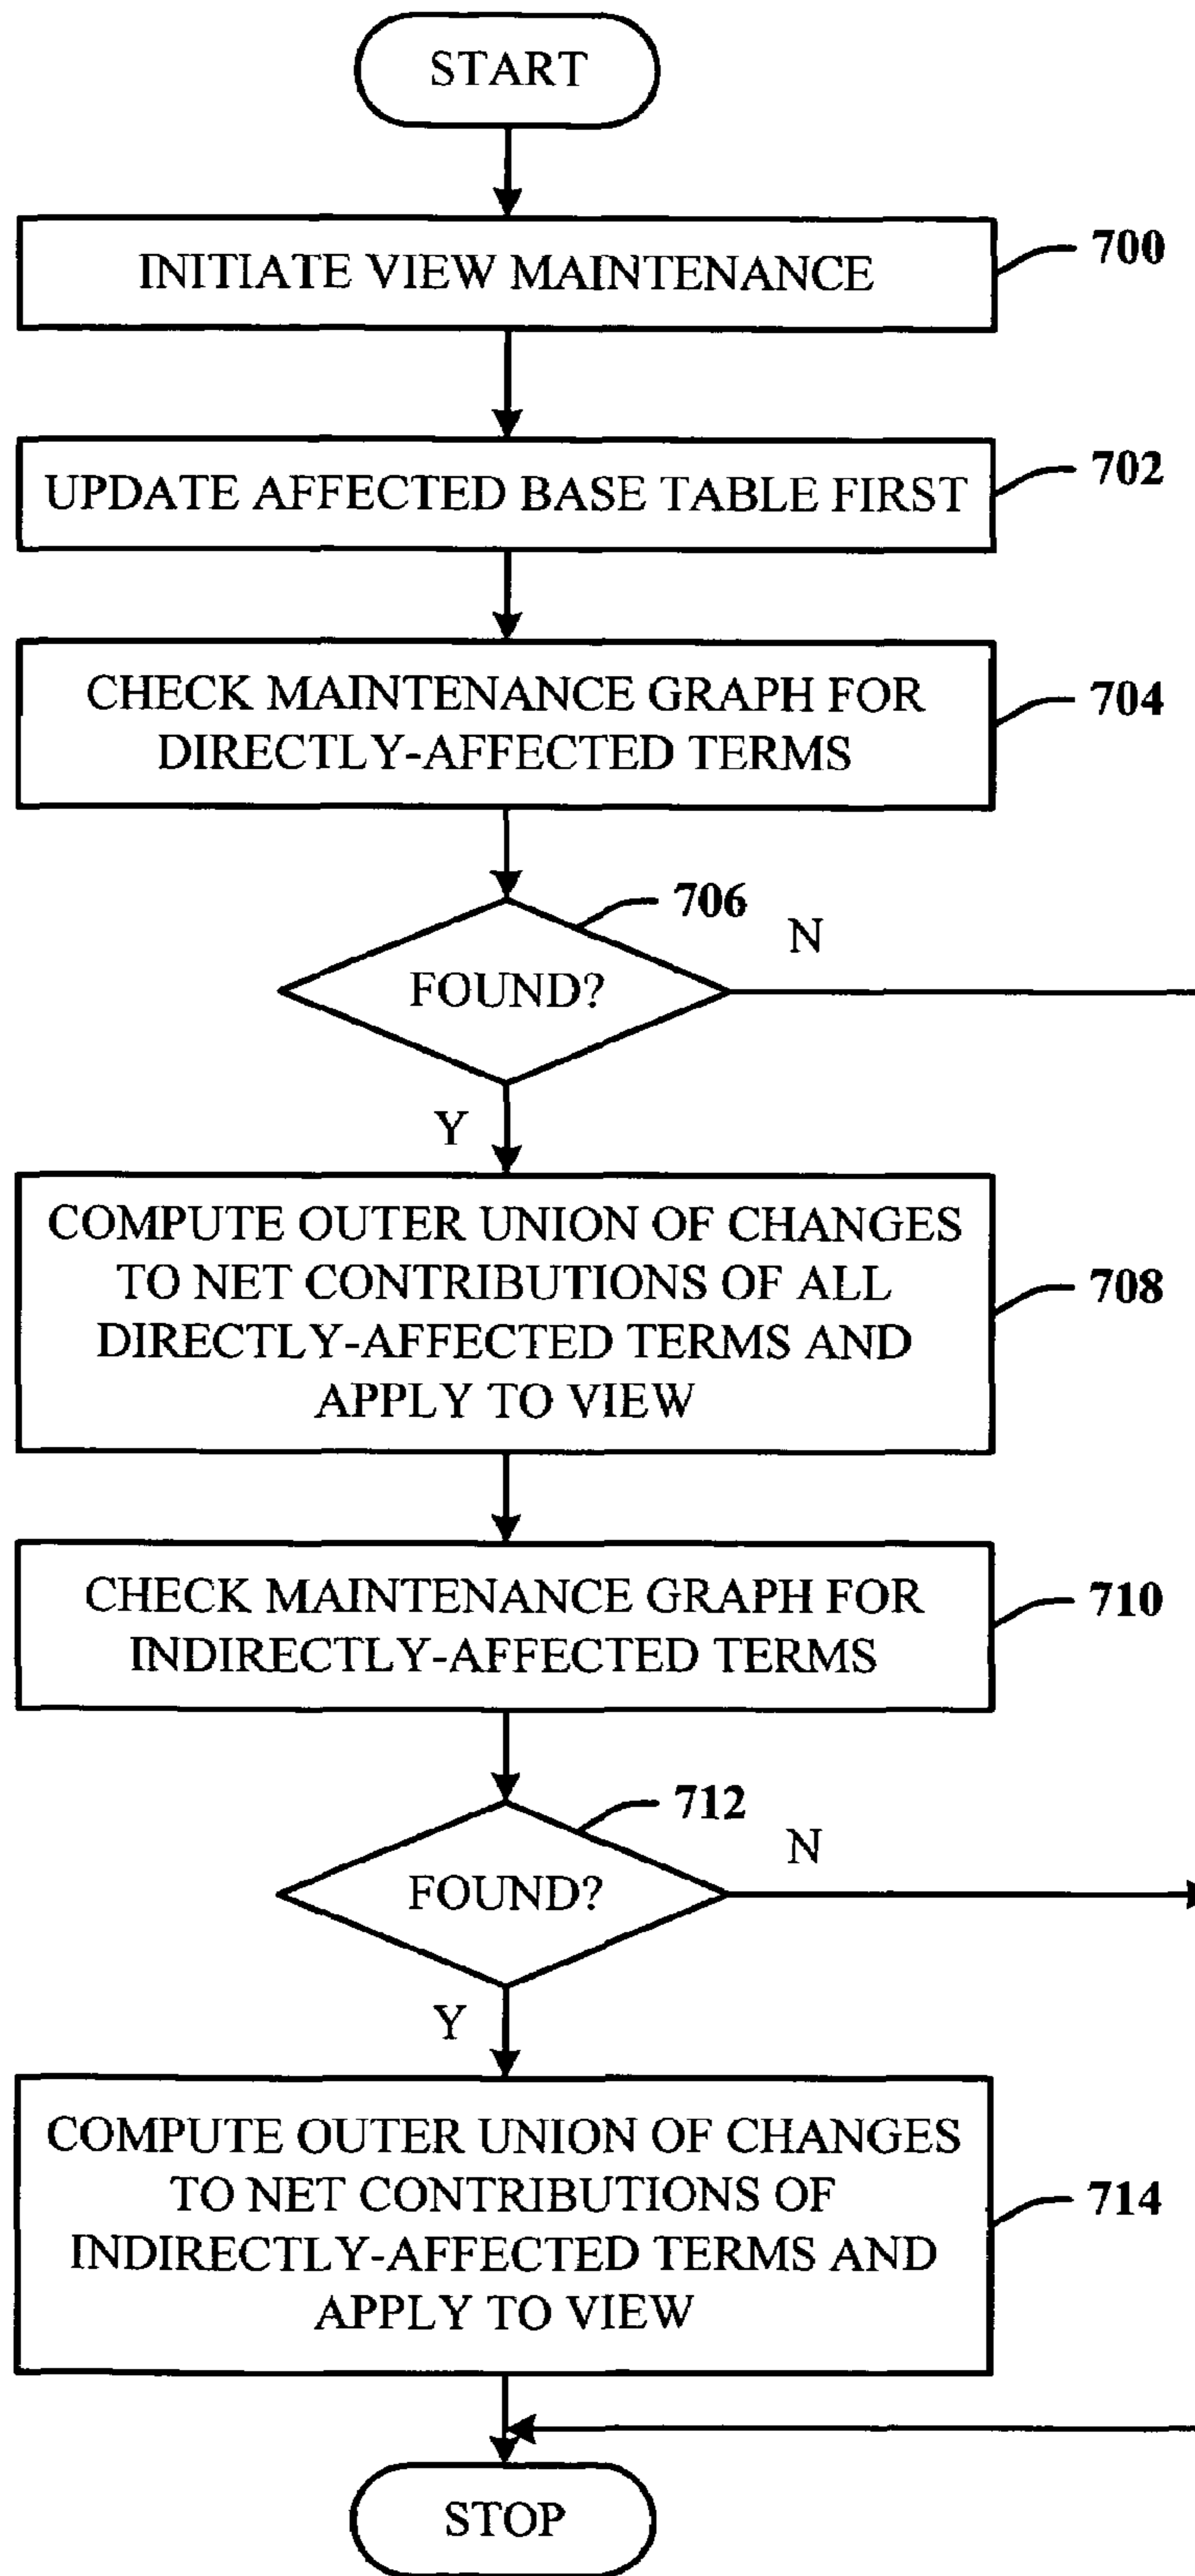 START
INITIATE VIEW MAINTENANCE
700
UPDATE AFFECTED BASE TABLE FIRST
702
CHECK MAINTENANCE GRAPH FOR
DIRECTLY-AFFECTED TERMS
704
706
N
FOUND?
Y
COMPUTE OUTER UNION OF CHANGES
TO NET CONTRIBUTIONS OF ALL
DIRECTLY-AFFECTED TERMS AND
APPLY TO VIEW
708
CHECK MAINTENANCE GRAPH FOR
INDIRECTLY-AFFECTED TERMS
710
712
N
FOUND?
Y
COMPUTE OUTER UNION OF CHANGES
TO NET CONTRIBUTIONS OF
INDIRECTLY-AFFECTED TERMS AND
APPLY TO VIEW
714
STOP